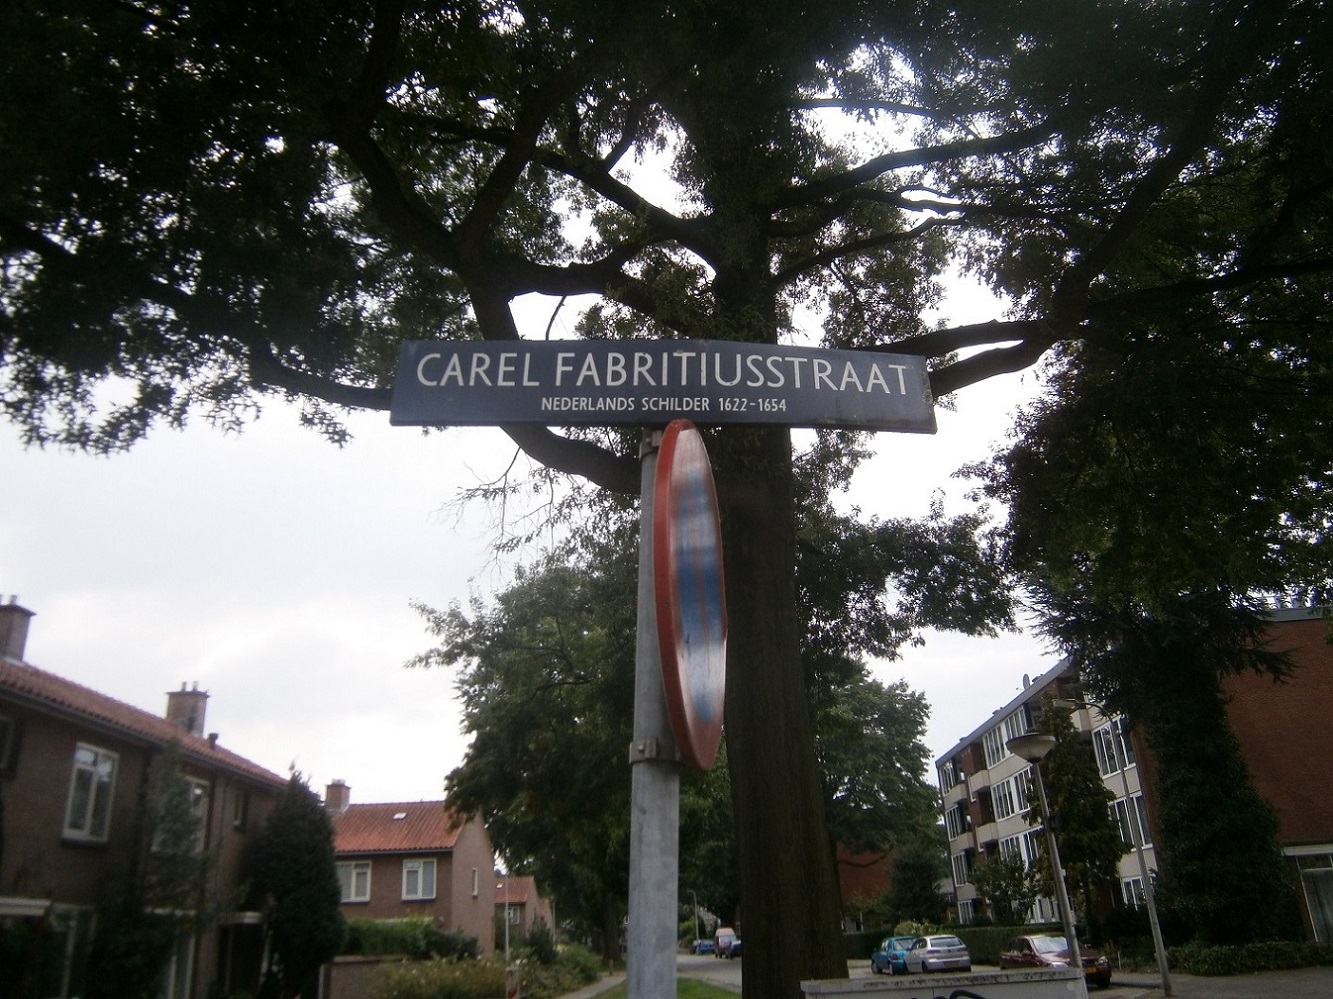 CAREL FABRITIUSSTRAAT
NEDERLANDS SCHILDER 1622-1654